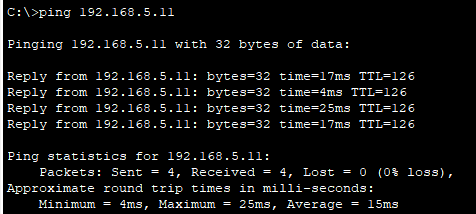 C:\>ping 192.168.5.11
Pinging 192.168.5.11 with 32 bytes of data:
Reply from 192.168.5.11: bytes=32 time=17ms TTL=126
Reply from 192.168.5.11: bytes=32 time=4ms TTL=126
Reply from 192.168.5.11: bytes=32 time=25ms TTL=126
Reply from 192.168.5.11: bytes=32 time=17ms TTL=126
Ping statistics for 192.168.5.11:
Packets: Sent = 4, Received = 4, Lost = 0 (0% loss),
Approximate round trip times in milli-seconds:
Minimum = 4ms, Maximum = 25ms, Average = 15ms